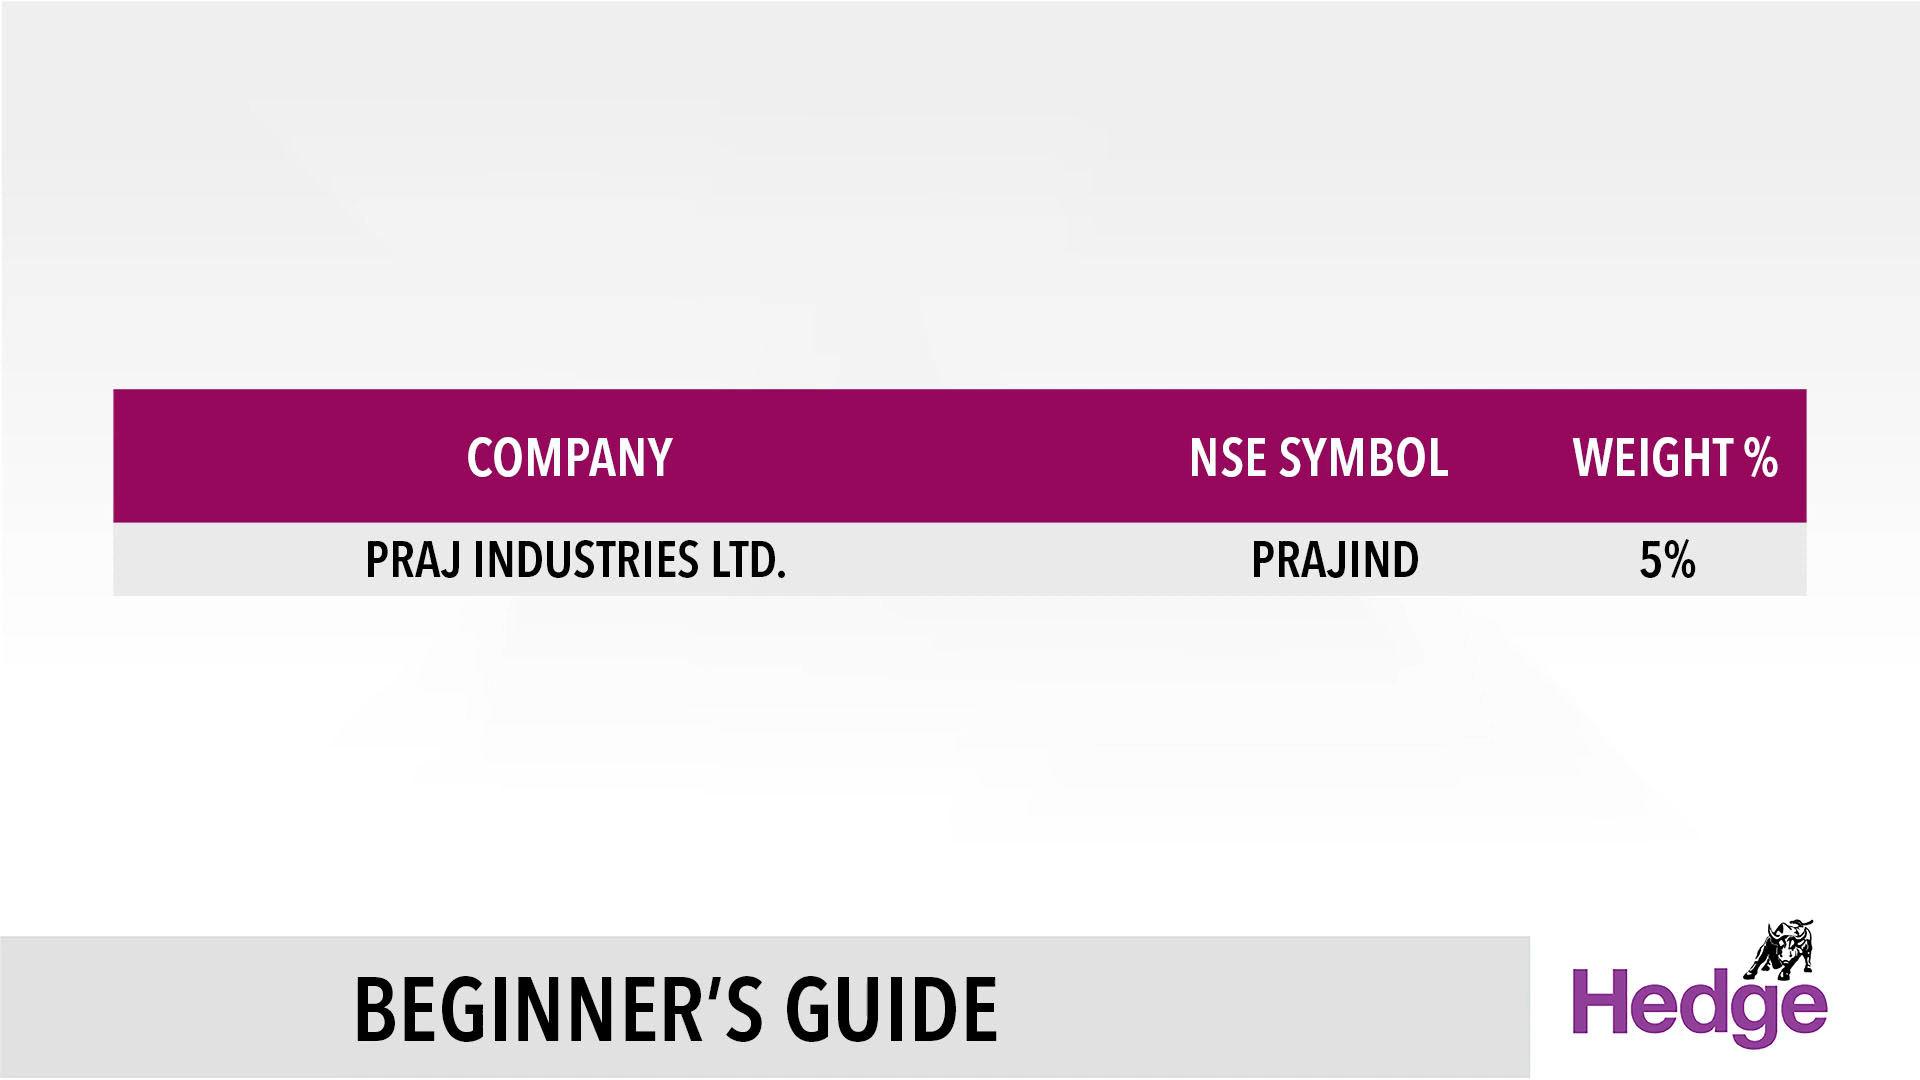 COMPANY NSE SYMBOL WEIGHT %
PRAJ INDUSTRIES LTD. PRAJIND 5%
BEGINNER’S GUIDE
Hedge